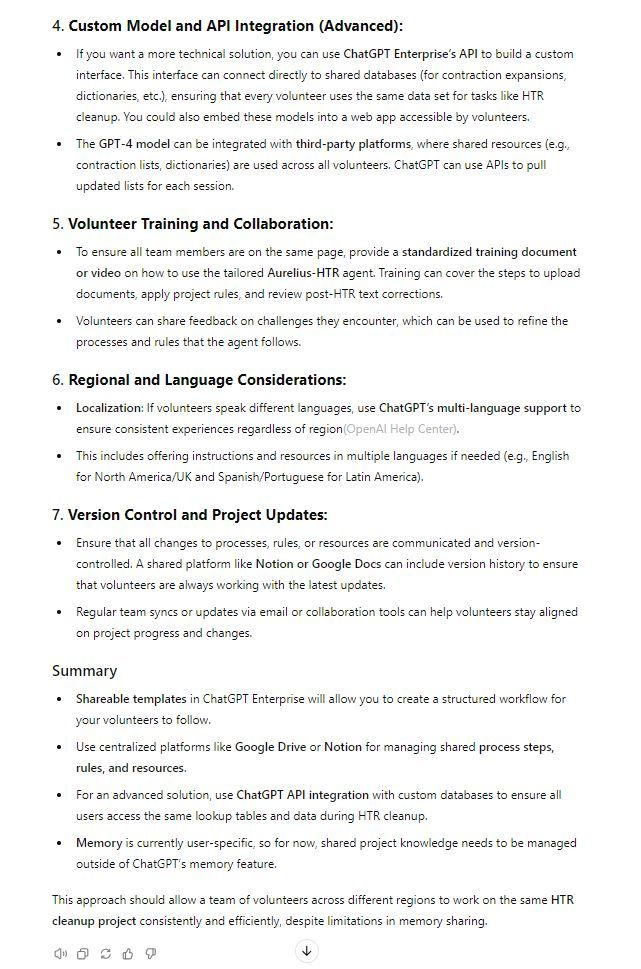 4. Custom Model and API Integration (Advanced):
• If you want a more technical solution, you can use ChatGPT Enterprise's API to build a custom
interface. This interface can connect directly to shared databases (for contraction expansions,
dictionaries, etc.), ensuring that every volunteer uses the same data set for tasks like HTR
cleanup. You could also embed these models into a web app accessible by volunteers.
• The GPT-4 model can be integrated with third-party platforms, where shared resources (e.g.,
contraction lists, dictionaries) are used across all volunteers. ChatGPT can use APIs to pull
updated lists for each session.
5. Volunteer Training and Collaboration:
• To ensure all team members are on the same page, provide a standardized training document
or video on how to use the tailored Aurelius-HTR agent. Training can cover the steps to upload
documents, apply project rules, and review post-HTR text corrections.
• Volunteers can share feedback on challenges they encounter, which can be used to refine the
processes and rules that the agent follows.
6. Regional and Language Considerations:
• Localization: If volunteers speak different languages, use ChatGPT's multi-language support to
ensure consistent experiences regardless of region(OpenAI Help Center).
• This includes offering instructions and resources in multiple languages if needed (e.g., English
for North America/UK and Spanish/Portuguese for Latin America).
7. Version Control and Project Updates:
• Ensure that all changes to processes, rules, or resources are communicated and version-
controlled. A shared platform like Notion or Google Docs can include version history to ensure
that volunteers are always working with the latest updates.
• Regular team syncs or updates via email or collaboration tools can help volunteers stay aligned
on project progress and changes.
Summary
• Shareable templates in ChatGPT Enterprise will allow you to create a structured workflow for
your volunteers to follow.
• Use centralized platforms like Google Drive or Notion for managing shared process steps,
rules, and resources.
• For an advanced solution, use ChatGPT API integration with custom databases to ensure all
users access the same lookup tables and data during HTR cleanup.
• Memory is currently user-specific, so for now, shared project knowledge needs to be managed
outside of ChatGPT's memory feature.
This approach should allow a team of volunteers across different regions to work on the same HTR
cleanup project consistently and efficiently, despite limitations in memory sharing.